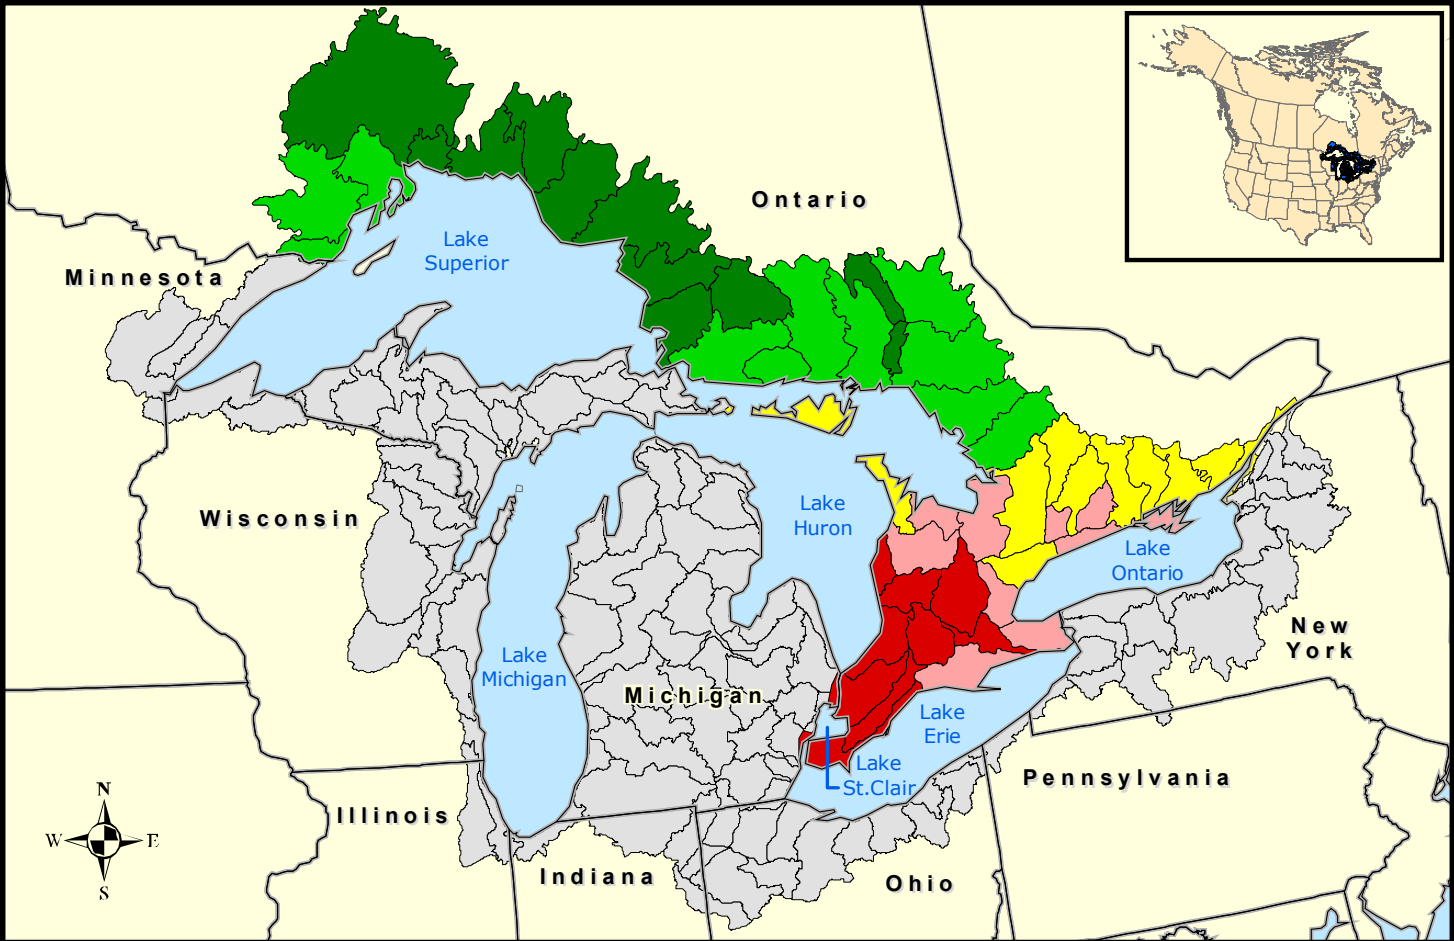 Ontario
Lake
Superior
Minnesota
Wisconsin
Lake
Huron
Lake
Ontario
New
York
Lake
Michigan
Michigan
Lake
Erie
Lake
St.Clair
Pennsylvania
Illinois
Indiana
Ohio
N
W
E
S